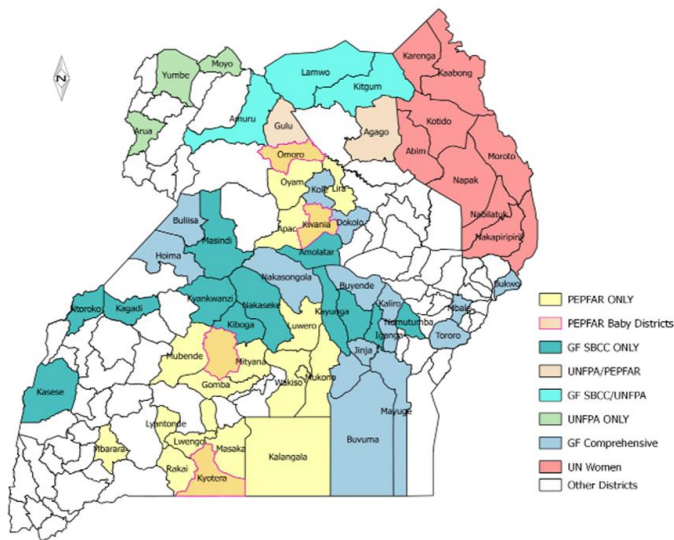 Karenga
Kaabong
Moyo
Yumbe
Lamwo
Kitgum
Amuru
Gulu
Agago
Kotido
Arua
Abim
Moroto
Omoro
Napak
Oyam
Kole
Lira
Nabilatuk
Kwania
Apac
Dokolo
Nakapiripirit
Buliisa
Masindi
Amolatar
Hoima
Nakasongola
Buyende
Bukwo
Ntoroko
Kagadi
Kyankwanzi
Nakaseke
Kayunga
Kaliro
Mbale
Namutumba
Kiboga
Luwero
Iganga
Tororo
Mubende
Mityana
Jinja
Kasese
Gomba
Wakiso
Mukono
Mayuge
Lyantonde
Mbarara
Lwengo
Masaka
Kalangala
Buvuma
Rakai
Kyotera
N
PEPFAR ONLY
PEPFAR Baby Districts
GF SBCC ONLY
UNFPA/PEPFAR
GF SBCC/UNFPA
UNFPA ONLY
GF Comprehensive
UN Women
Other Districts